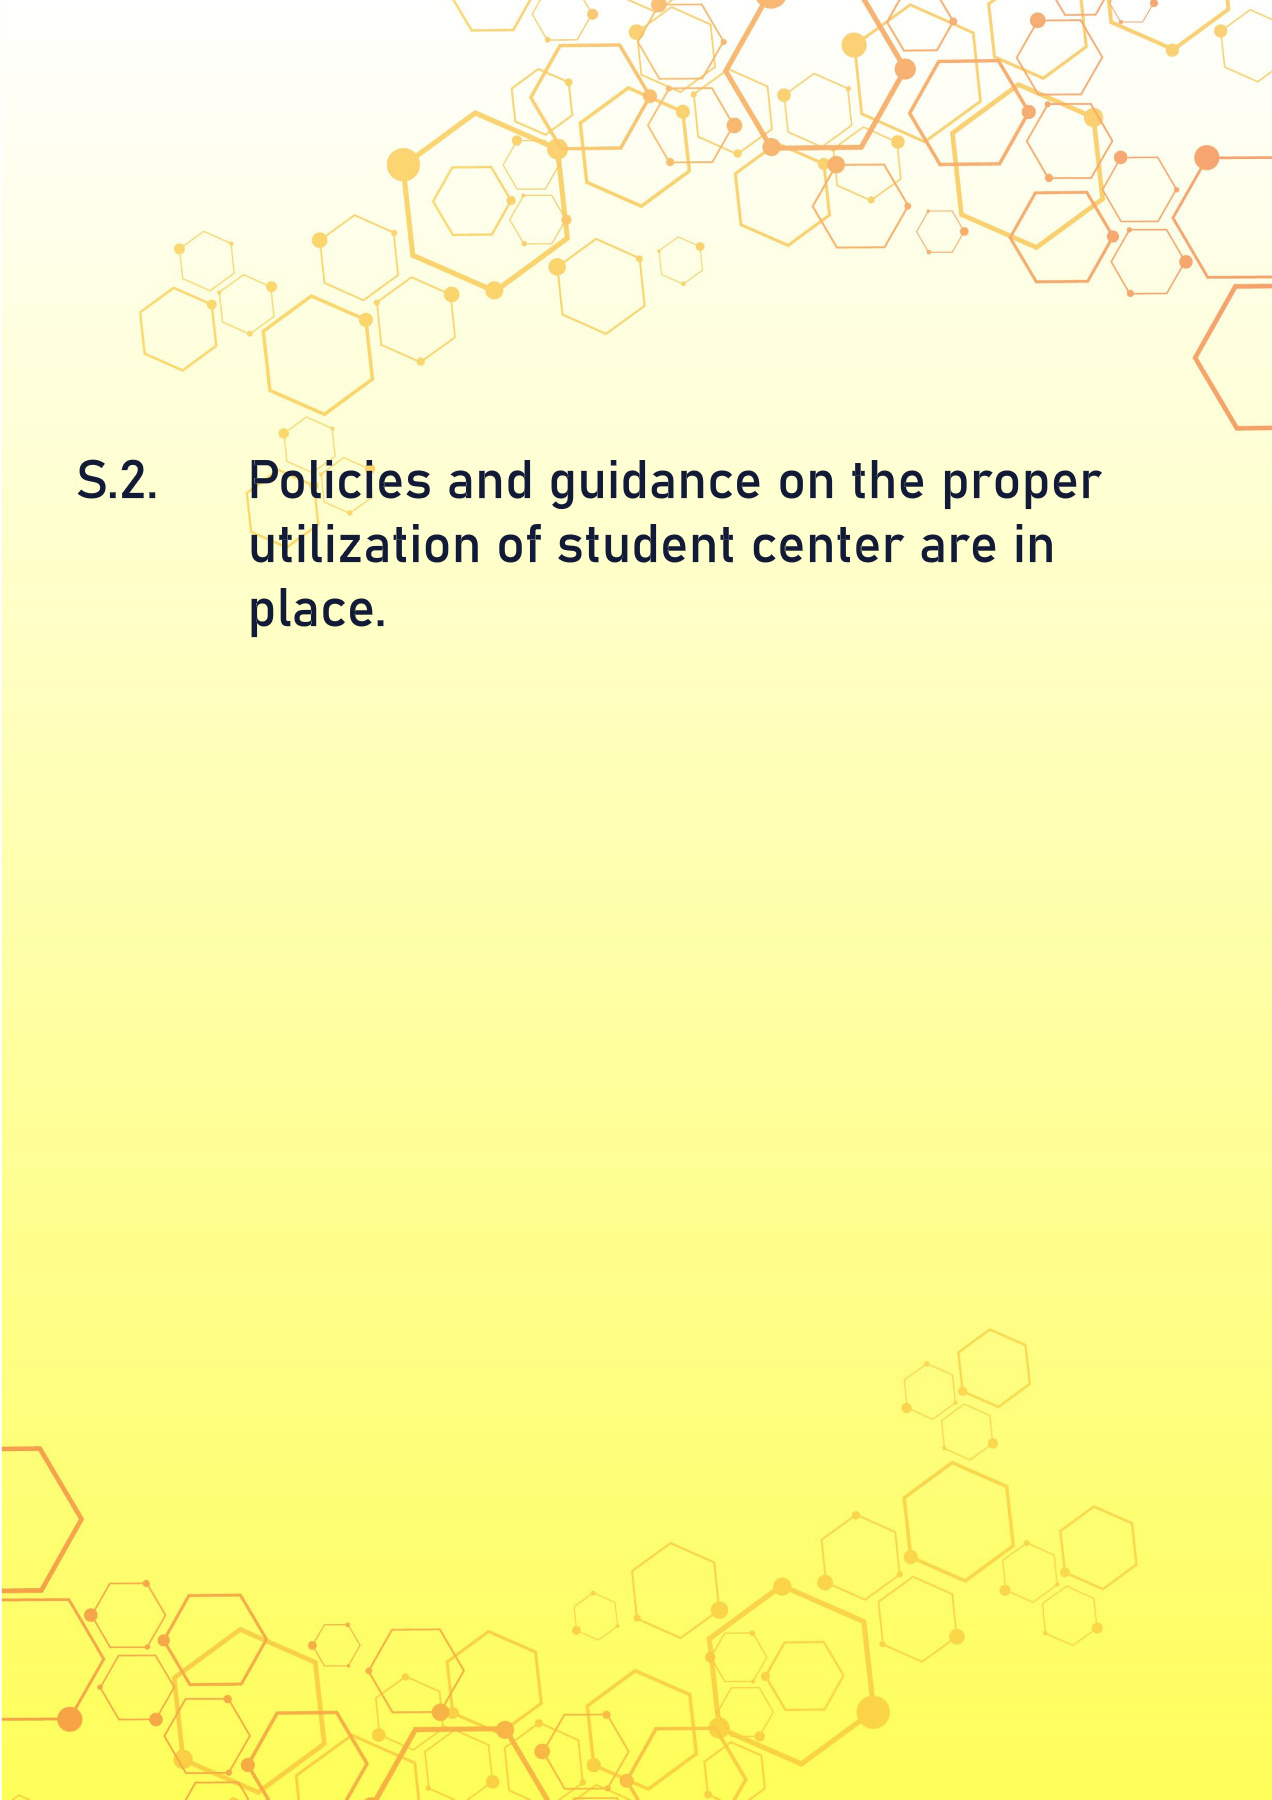 S.2. Policies and guidance on the proper
utilization of student center are in
place.